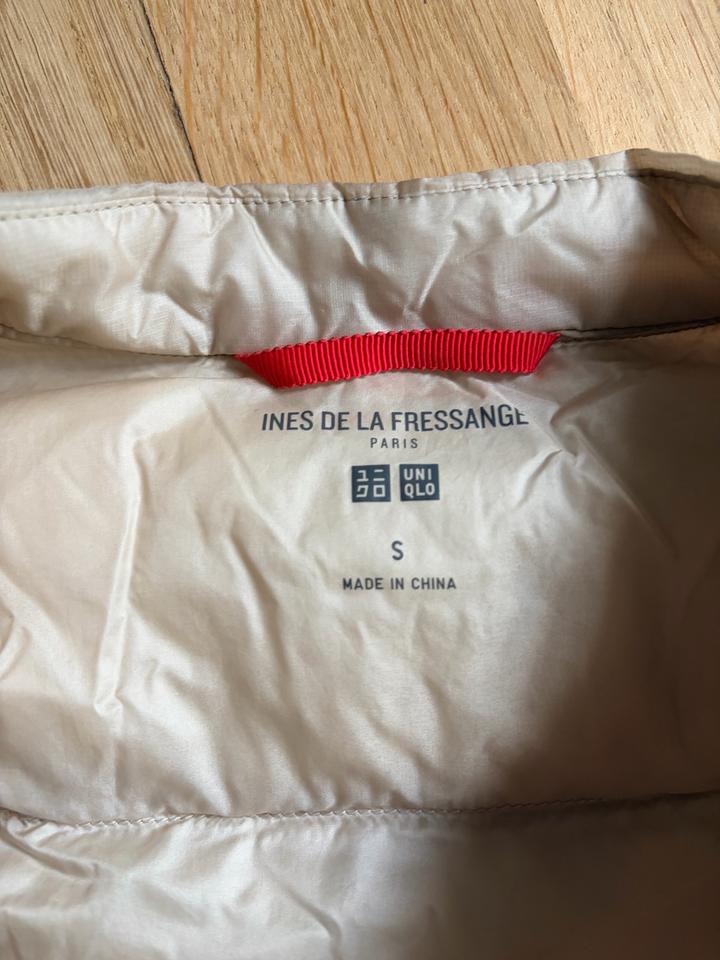 INES DE LA FRESSANGE
PARIS
ユニ UNI
クロ QLO
S
MADE IN CHINA